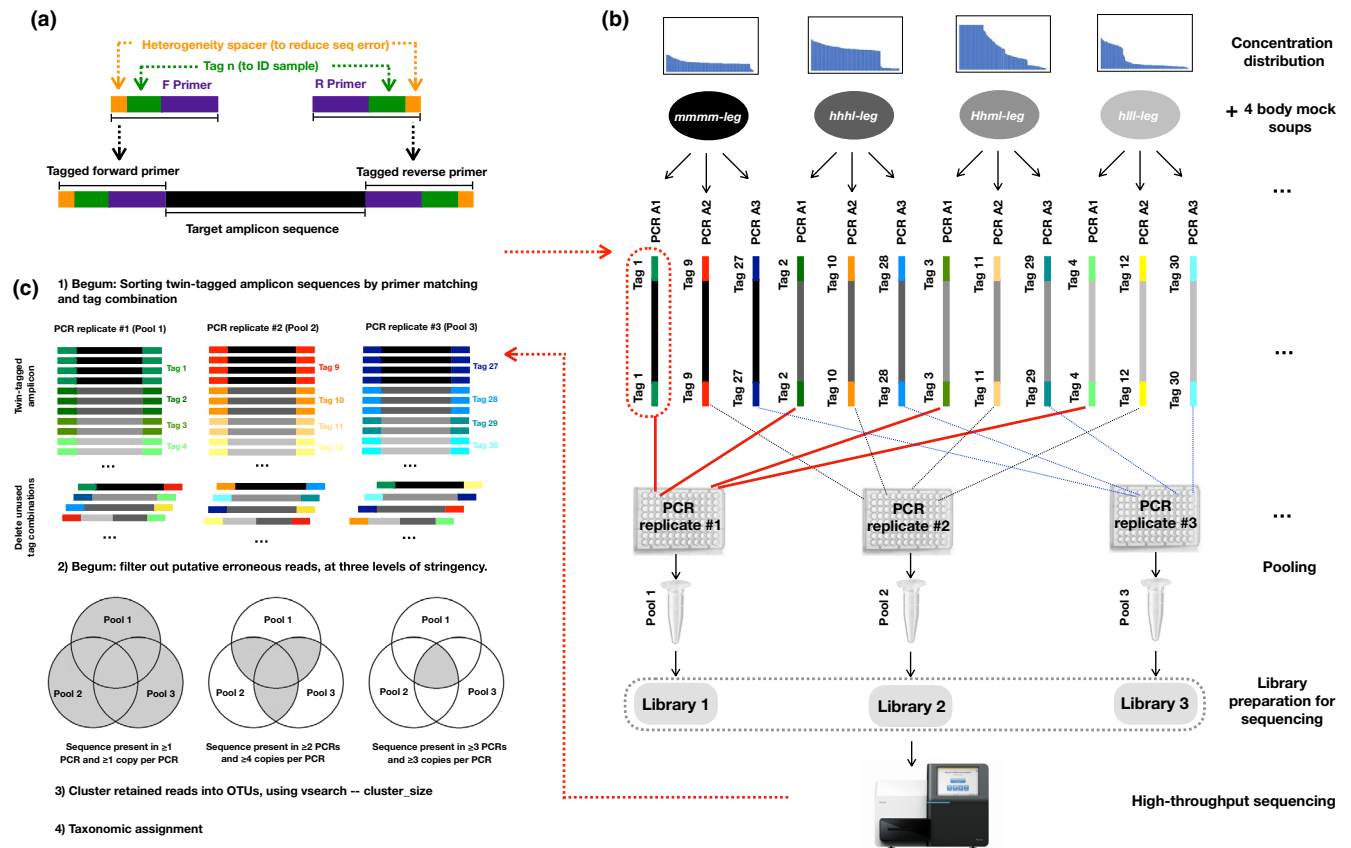 (a)
Heterogeneity spacer (to reduce seq error)
Tag n (to ID sample)
F Primer
R Primer
Tagged forward primer
Tagged reverse primer
Target amplicon sequence
(b)
Concentration
distribution
mmmm-leg
hhhl-leg
Hhml-leg
hlll-leg
+ 4 body mock
soups
...
PCR A1
PCR A2
PCR A3
PCR A1
PCR A2
PCR A3
PCR A1
PCR A2
PCR A3
PCR A1
PCR A2
PCR A3
Tag 1
Tag 9
Tag 27
Tag 2
Tag 10
Tag 28
Tag 3
Tag 11
Tag 29
Tag 4
Tag 12
Tag 30
...
Tag 1
Tag 9
Tag 27
Tag 2
Tag 10
Tag 28
Tag 3
Tag 11
Tag 29
Tag 4
Tag 12
Tag 30
PCR
replicate #1
PCR
replicate #2
PCR
replicate #3
...
Pooling
Pool 1
Pool 2
Pool 3
Library 1
Library 2
Library 3
Library
preparation for
sequencing
High-throughput sequencing
(c)
1) Begum: Sorting twin-tagged amplicon sequences by primer matching
and tag combination
PCR replicate #1 (Pool 1)
PCR replicate #2 (Pool 2)
PCR replicate #3 (Pool 3)
Twin-tagged
amplicon
Tag 1
Tag 2
Tag 3
Tag 4
Tag 9
Tag 10
Tag 11
Tag 12
Tag 27
Tag 28
Tag 29
Tag 30
...
...
...
Delete unused
tag combinations
...
...
...
2) Begum: filter out putative erroneous reads, at three levels of stringency.
Pool 1
Pool 2
Pool 3
Pool 1
Pool 2
Pool 3
Pool 1
Pool 2
Pool 3
Sequence present in ≥1
PCR and ≥1 copy per PCR
Sequence present in ≥2 PCRs
and ≥4 copies per PCR
Sequence present in ≥3 PCRs
and ≥3 copies per PCR
3) Cluster retained reads into OTUs, using vsearch -- cluster_size
4) Taxonomic assignment